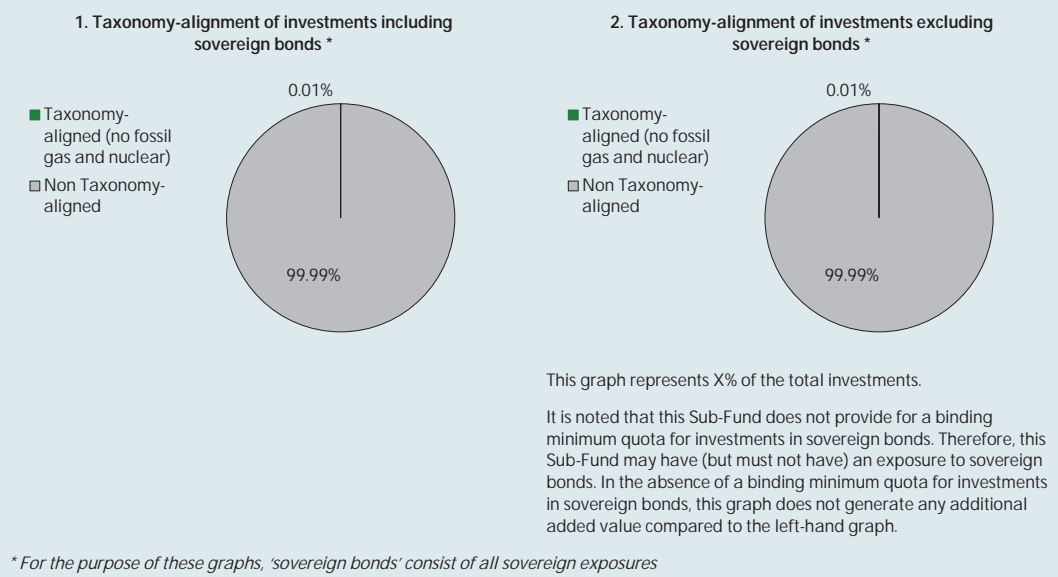 1. Taxonomy-alignment of investments including
sovereign bonds *
0.01%
Taxonomy-
aligned (no fossil
gas and nuclear)
Non Taxonomy-
aligned
99.99%
2. Taxonomy-alignment of investments excluding
sovereign bonds *
0.01%
Taxonomy-
aligned (no fossil
gas and nuclear)
Non Taxonomy-
aligned
99.99%
This graph represents X% of the total investments.
It is noted that this Sub-Fund does not provide for a binding
minimum quota for investments in sovereign bonds. Therefore, this
Sub-Fund may have (but must not have) an exposure to sovereign
bonds. In the absence of a binding minimum quota for investments
in sovereign bonds, this graph does not generate any additional
added value compared to the left-hand graph.
* For the purpose of these graphs, ‘sovereign bonds’ consist of all sovereign exposures